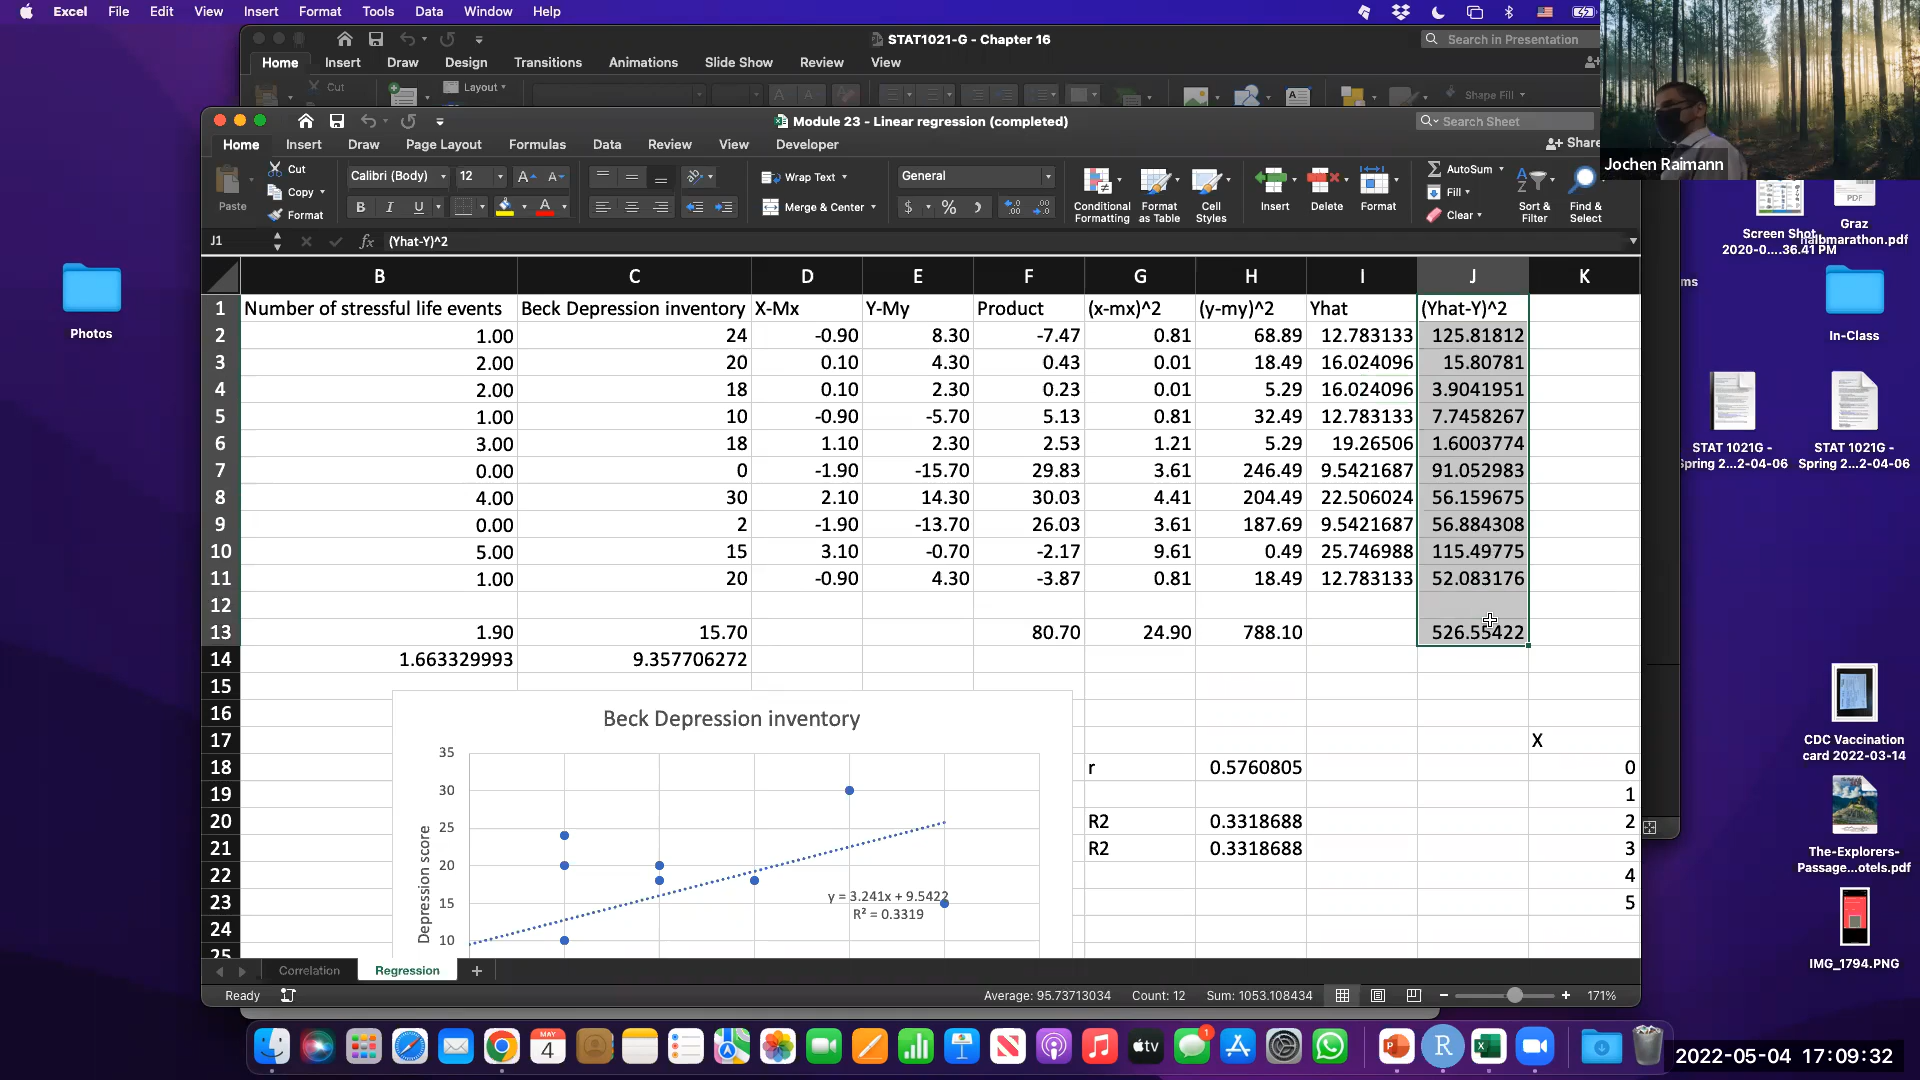 Excel File Edit View Insert Format Tools Data Window Help
STAT1021-G - Chapter 16
Search in Presentation
Home Insert Draw Design Transitions Animations Slide Show Review View
Cut
Layout
Shape Fill
Module 23 - Linear regression (completed)
Search Sheet
Home Insert Draw Page Layout Formulas Data Review View Developer
Share
Paste
Cut
Copy
Format
Calibri (Body) 12
B I U
Wrap Text
Merge & Center
General
$ %
Conditional Formatting
Format as Table
Cell Styles
Insert
Delete
Format
AutoSum
Fill
Clear
Sort & Filter
Find & Select
J1 fx (Yhat-Y)^2
B C D E F G H I J K
1 Number of stressful life events Beck Depression inventory X-Mx Y-My Product (x-mx)^2 (y-my)^2 Yhat (Yhat-Y)^2
2 1.00 24 -0.90 8.30 -7.47 0.81 68.89 12.783133 125.81812
3 2.00 20 0.10 4.30 0.43 0.01 18.49 16.024096 15.80781
4 2.00 18 0.10 2.30 0.23 0.01 5.29 16.024096 3.9041951
5 1.00 10 -0.90 -5.70 5.13 0.81 32.49 12.783133 7.7458267
6 3.00 18 1.10 2.30 2.53 1.21 5.29 19.26506 1.6003774
7 0.00 0 -1.90 -15.70 29.83 3.61 246.49 9.5421687 91.052983
8 4.00 30 2.10 14.30 30.03 4.41 204.49 22.506024 56.159675
9 0.00 2 -1.90 -13.70 26.03 3.61 187.69 9.5421687 56.884308
10 5.00 15 3.10 -0.70 -2.17 9.61 0.49 25.746988 115.49775
11 1.00 20 -0.90 4.30 -3.87 0.81 18.49 12.783133 52.083176
12
13 1.90 15.70 80.70 24.90 788.10 526.55422
14 1.663329993 9.357706272
15
16
17 X
18 r 0.5760805 0
19 1
20 R2 0.3318688 2
21 R2 0.3318688 3
22 4
23 5
24
25
Beck Depression inventory
Depression score
35
30
25
20
15
10
y = 3.241x + 9.5422
R² = 0.3319
Correlation Regression
Ready Average: 95.73713034 Count: 12 Sum: 1053.108434 171%
Photos
Jochen Raimann
Screen Shot
2020-0....36.41 PM
PDF
Graz
halbmarathon.pdf
ms
In-Class
STAT 1021G -
Spring 2...2-04-06
STAT 1021G -
Spring 2...2-04-06
CDC Vaccination
card 2022-03-14
The-Explorers-
Passage...otels.pdf
IMG_1794.PNG
MAY
4
tv
1
2022-05-04 17:09:32